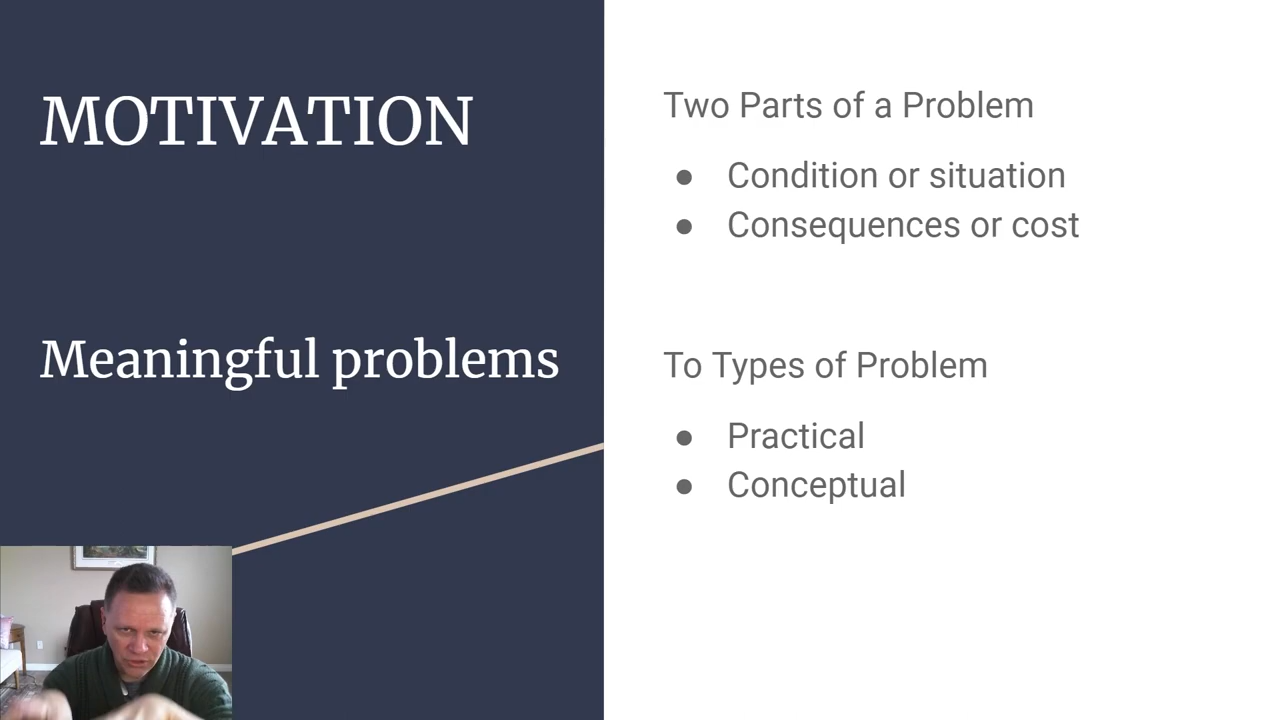 MOTIVATION
Meaningful problems
Two Parts of a Problem
● Condition or situation
● Consequences or cost
To Types of Problem
● Practical
● Conceptual